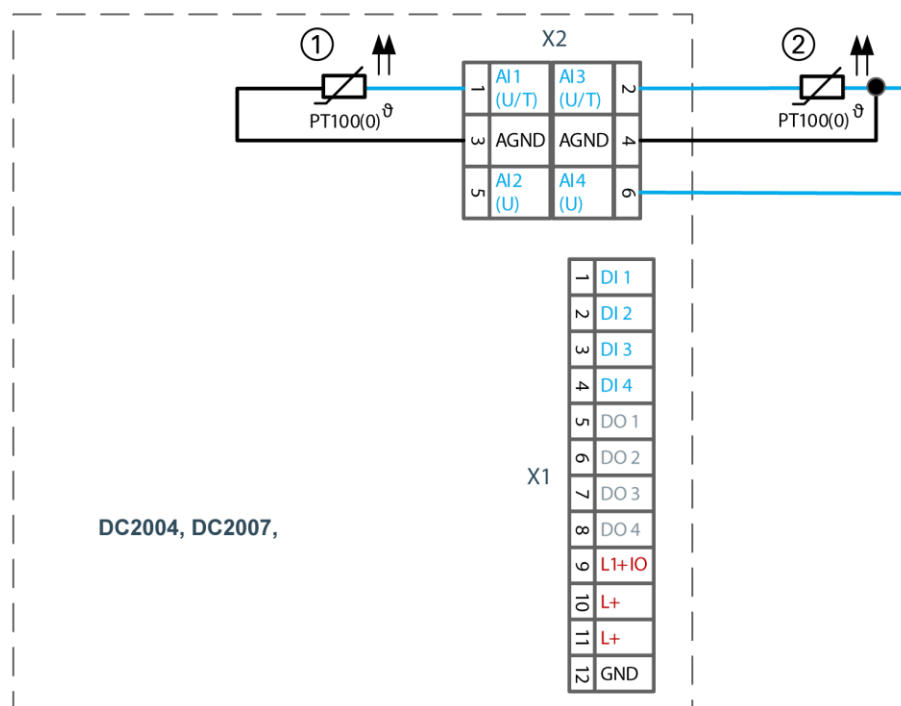 ①
②
X2
PT100(0) ϑ
PT100(0) ϑ
1 AI1 (U/T) AI3 (U/T) 2
3 AGND AGND 4
5 AI2 (U) AI4 (U) 6
X1
1 DI 1
2 DI 2
3 DI 3
4 DI 4
5 DO 1
6 DO 2
7 DO 3
8 DO 4
9 L1+IO
10 L+
11 L+
12 GND
DC2004, DC2007,